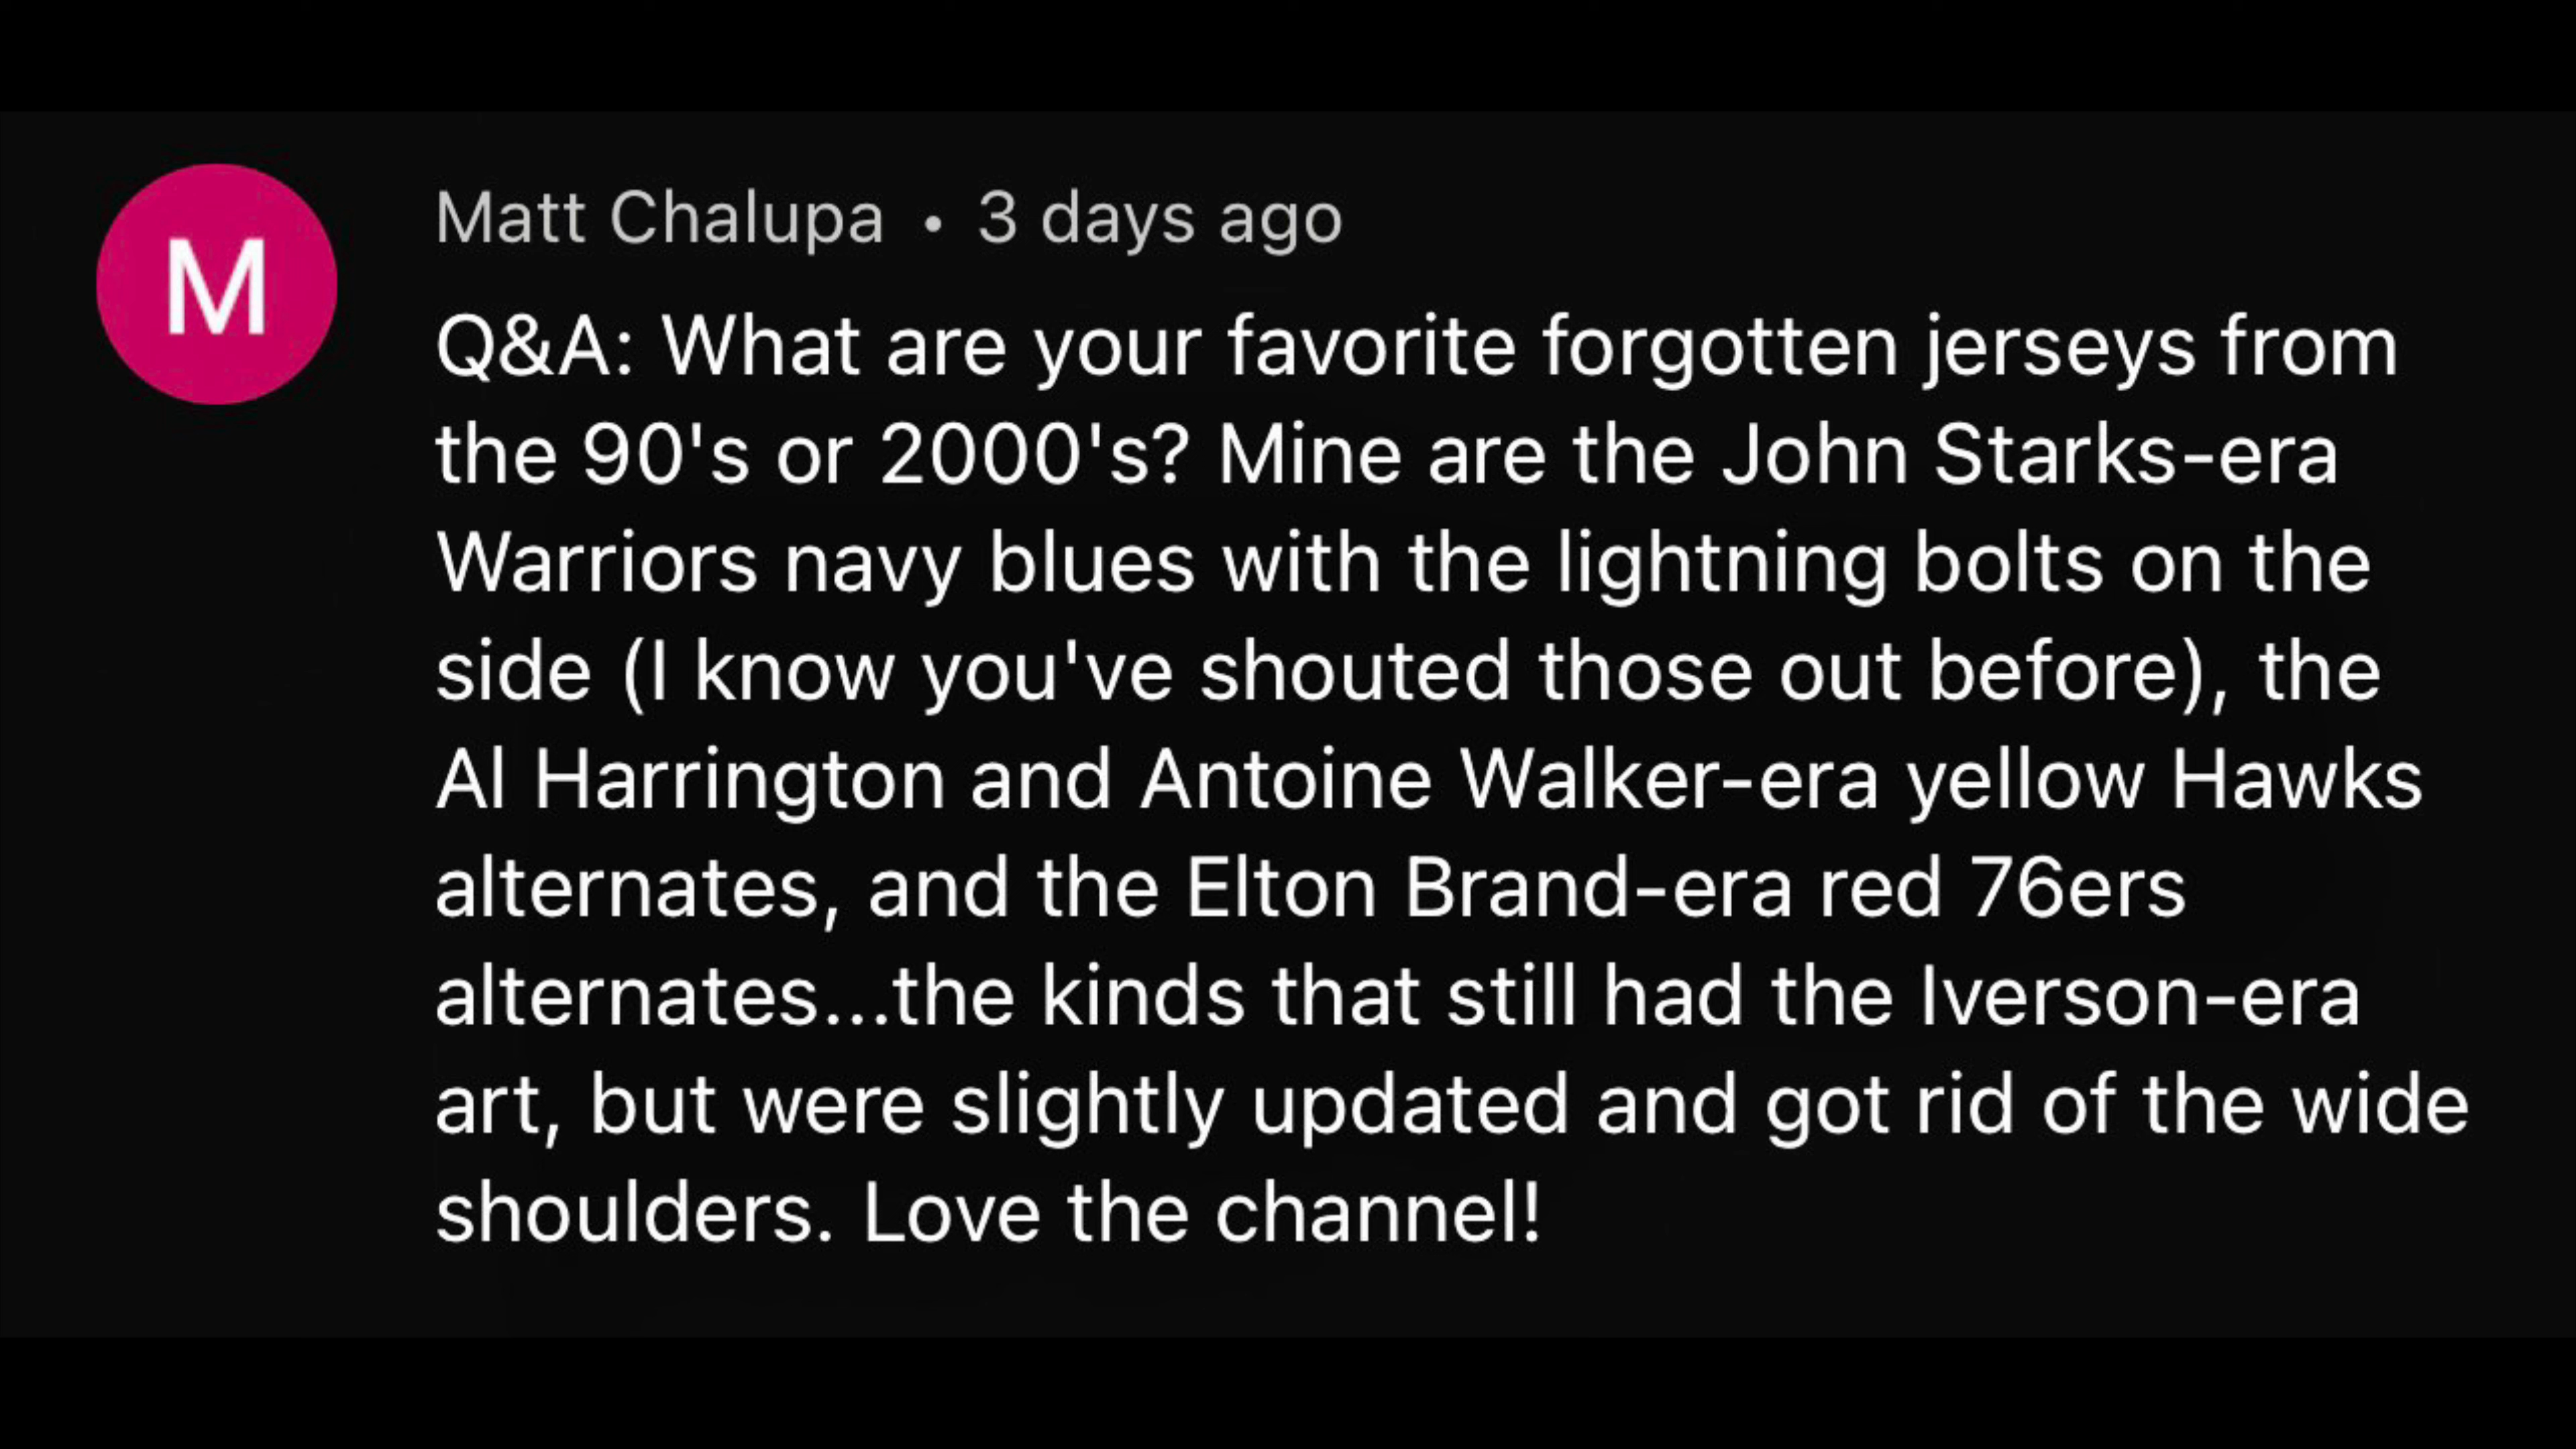 M
Matt Chalupa • 3 days ago
Q&A: What are your favorite forgotten jerseys from
the 90's or 2000's? Mine are the John Starks-era
Warriors navy blues with the lightning bolts on the
side (I know you've shouted those out before), the
Al Harrington and Antoine Walker-era yellow Hawks
alternates, and the Elton Brand-era red 76ers
alternates...the kinds that still had the Iverson-era
art, but were slightly updated and got rid of the wide
shoulders. Love the channel!